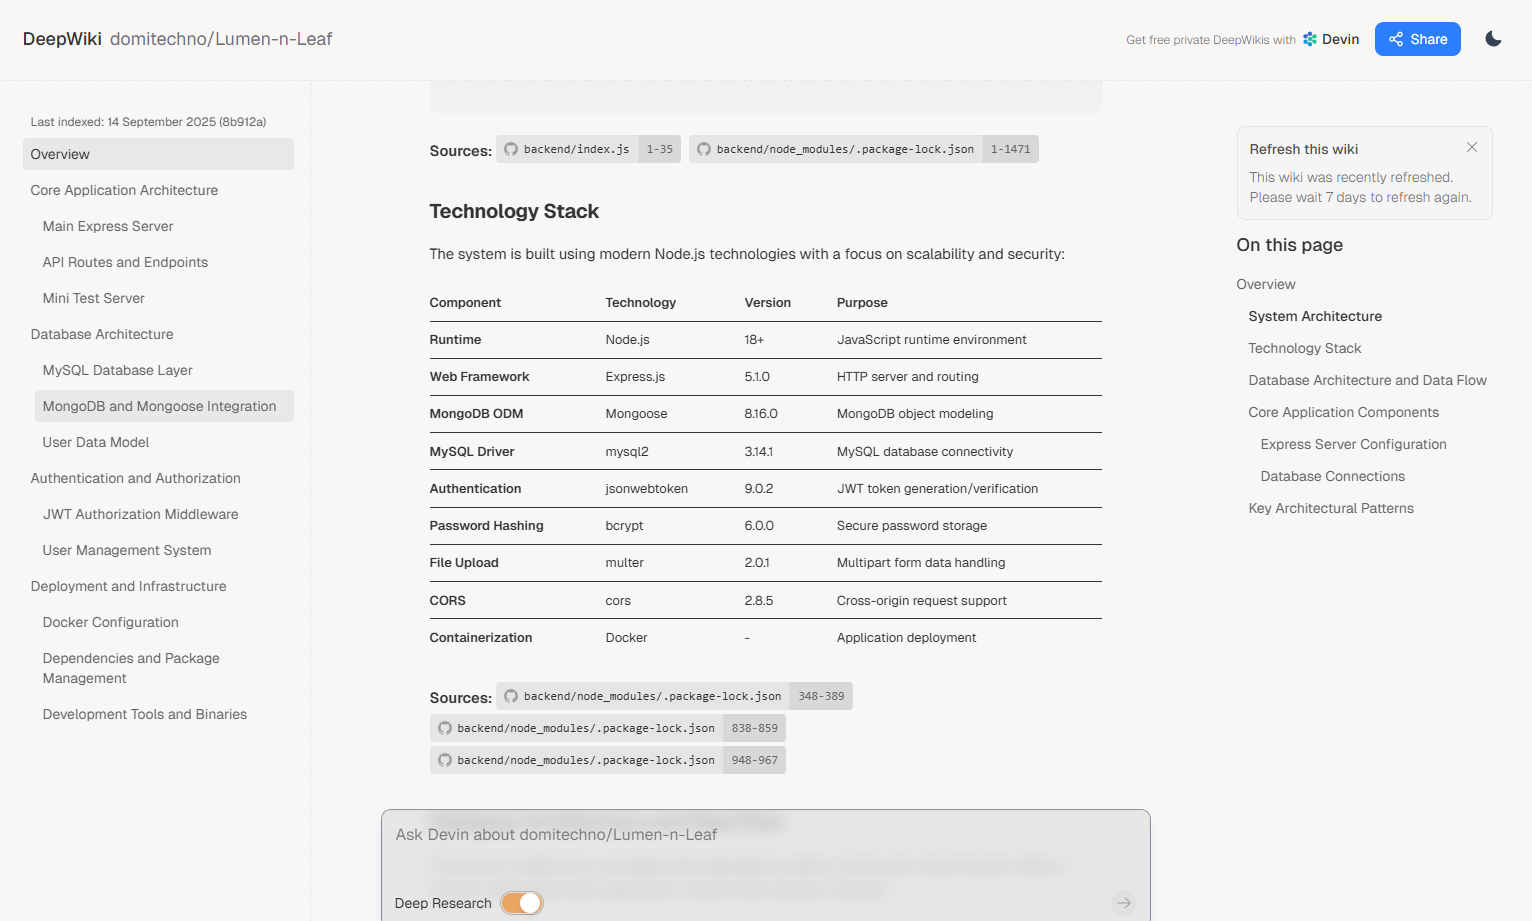 DeepWiki domitechno/Lumen-n-Leaf
Get free private DeepWikis with Devin
Share
Last indexed: 14 September 2025 (8b912a)
Overview
Core Application Architecture
Main Express Server
API Routes and Endpoints
Mini Test Server
Database Architecture
MySQL Database Layer
MongoDB and Mongoose Integration
User Data Model
Authentication and Authorization
JWT Authorization Middleware
User Management System
Deployment and Infrastructure
Docker Configuration
Dependencies and Package
Management
Development Tools and Binaries
Sources: backend/index.js 1-35 backend/node_modules/.package-lock.json 1-1471
Technology Stack
The system is built using modern Node.js technologies with a focus on scalability and security:
Component Technology Version Purpose
Runtime Node.js 18+ JavaScript runtime environment
Web Framework Express.js 5.1.0 HTTP server and routing
MongoDB ODM Mongoose 8.16.0 MongoDB object modeling
MySQL Driver mysql2 3.14.1 MySQL database connectivity
Authentication jsonwebtoken 9.0.2 JWT token generation/verification
Password Hashing bcrypt 6.0.0 Secure password storage
File Upload multer 2.0.1 Multipart form data handling
CORS cors 2.8.5 Cross-origin request support
Containerization Docker - Application deployment
Sources: backend/node_modules/.package-lock.json 348-389
backend/node_modules/.package-lock.json 838-859
backend/node_modules/.package-lock.json 948-967
Ask Devin about domitechno/Lumen-n-Leaf
Deep Research
Refresh this wiki
This wiki was recently refreshed.
Please wait 7 days to refresh again.
On this page
Overview
System Architecture
Technology Stack
Database Architecture and Data Flow
Core Application Components
Express Server Configuration
Database Connections
Key Architectural Patterns